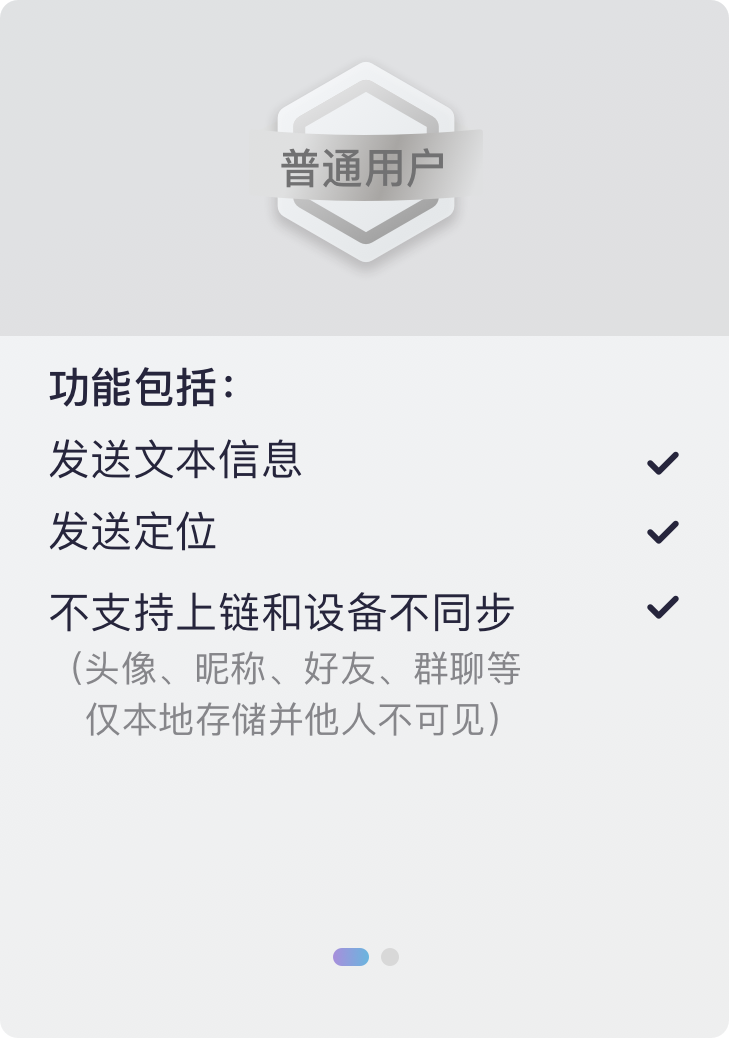 普通用户
功能包括：
发送文本信息
发送定位
不支持上链和设备不同步
（头像、昵称、好友、群聊等
仅本地存储并他人不可见）